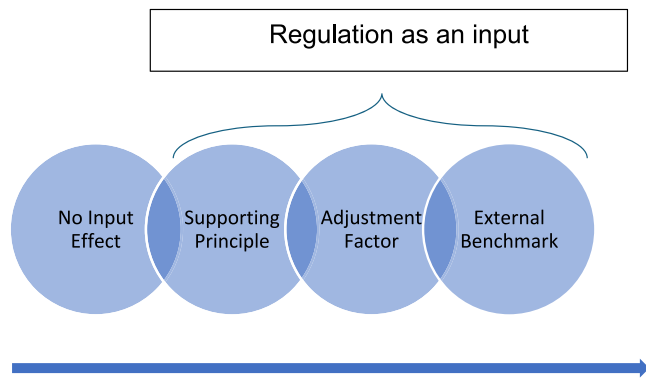 Regulation as an input
No Input
Effect
Supporting
Principle
Adjustment
Factor
External
Benchmark